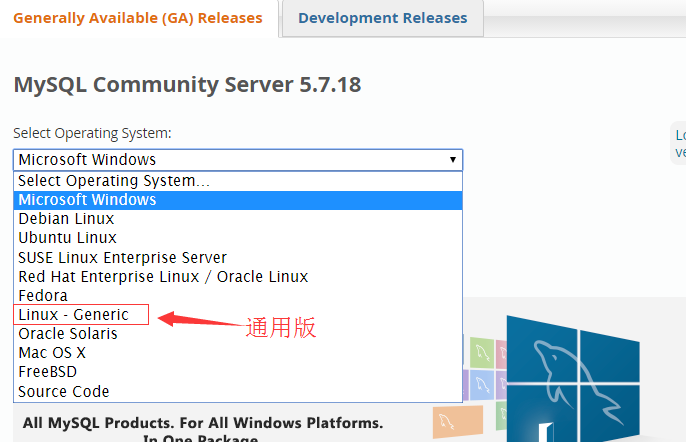 Generally Available (GA) Releases
Development Releases
MySQL Community Server 5.7.18
Select Operating System:
Microsoft Windows
Select Operating System...
Microsoft Windows
Debian Linux
Ubuntu Linux
SUSE Linux Enterprise Server
Red Hat Enterprise Linux / Oracle Linux
Fedora
Linux - Generic
通用版
Oracle Solaris
Mac OS X
FreeBSD
Source Code
All MySQL Products. For All Windows Platforms.
In One Package.